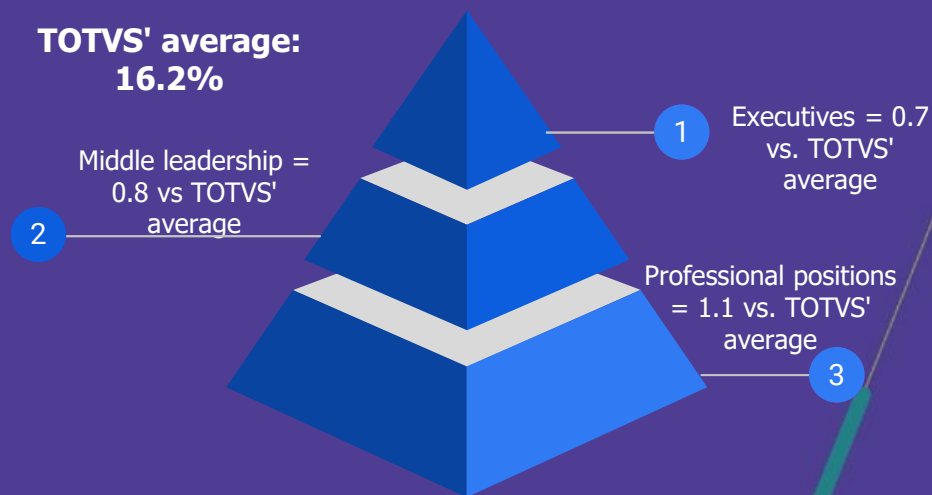 TOTVS' average:
16.2%
1
Executives = 0.7
vs. TOTVS'
average
Middle leadership =
0.8 vs TOTVS'
average
2
Professional positions
= 1.1 vs. TOTVS'
average
3